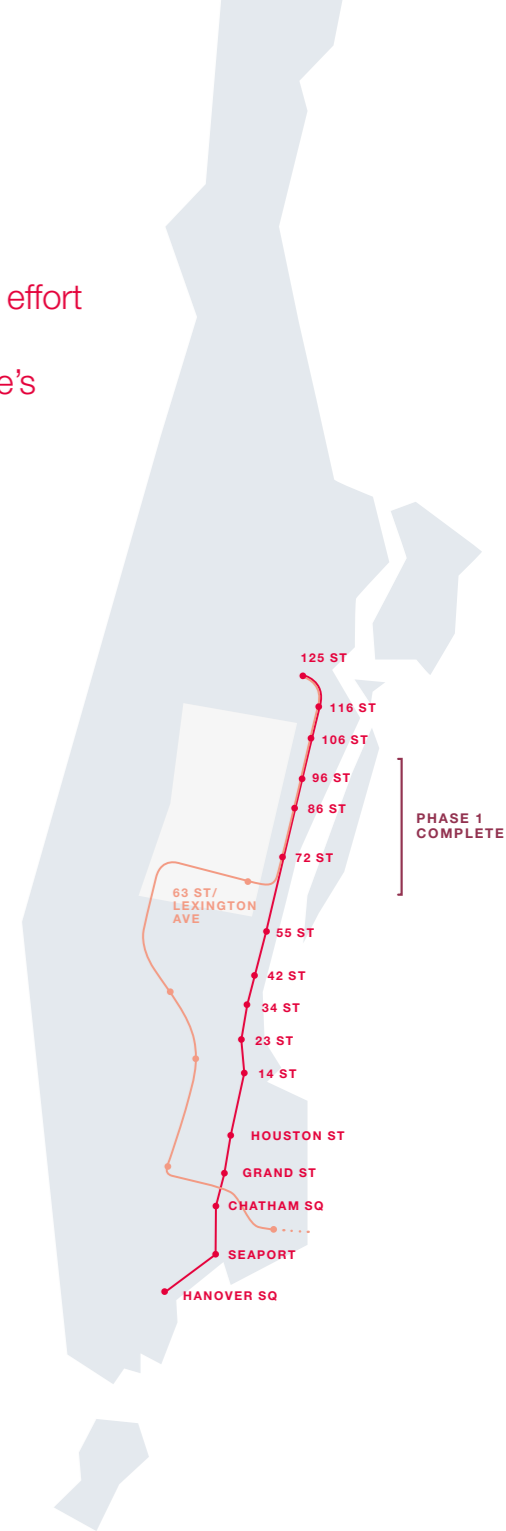 effort
e's
125 ST
116 ST
106 ST
96 ST
86 ST
PHASE 1
COMPLETE
72 ST
63 ST/
LEXINGTON
AVE
55 ST
42 ST
34 ST
23 ST
14 ST
HOUSTON ST
GRAND ST
CHATHAM SQ
SEAPORT
HANOVER SQ